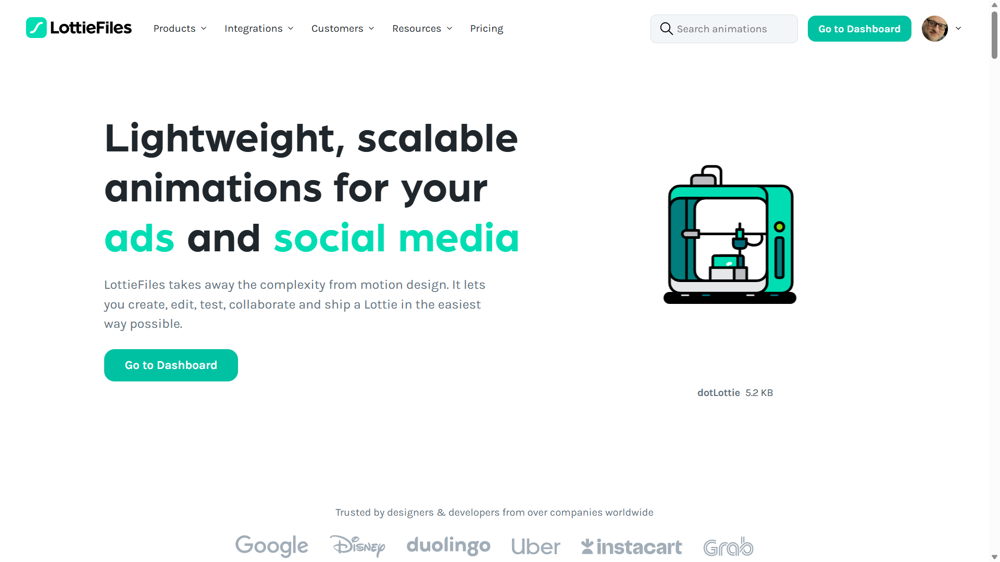 LottieFiles
Products
Integrations
Customers
Resources
Pricing
Search animations
Go to Dashboard
Lightweight, scalable
animations for your
ads and social media
LottieFiles takes away the complexity from motion design. It lets
you create, edit, test, collaborate and ship a Lottie in the easiest
way possible.
Go to Dashboard
dotLottie 5.2 KB
Trusted by designers & developers from over companies worldwide
Google
Disney
duolingo
Uber
instacart
Grab